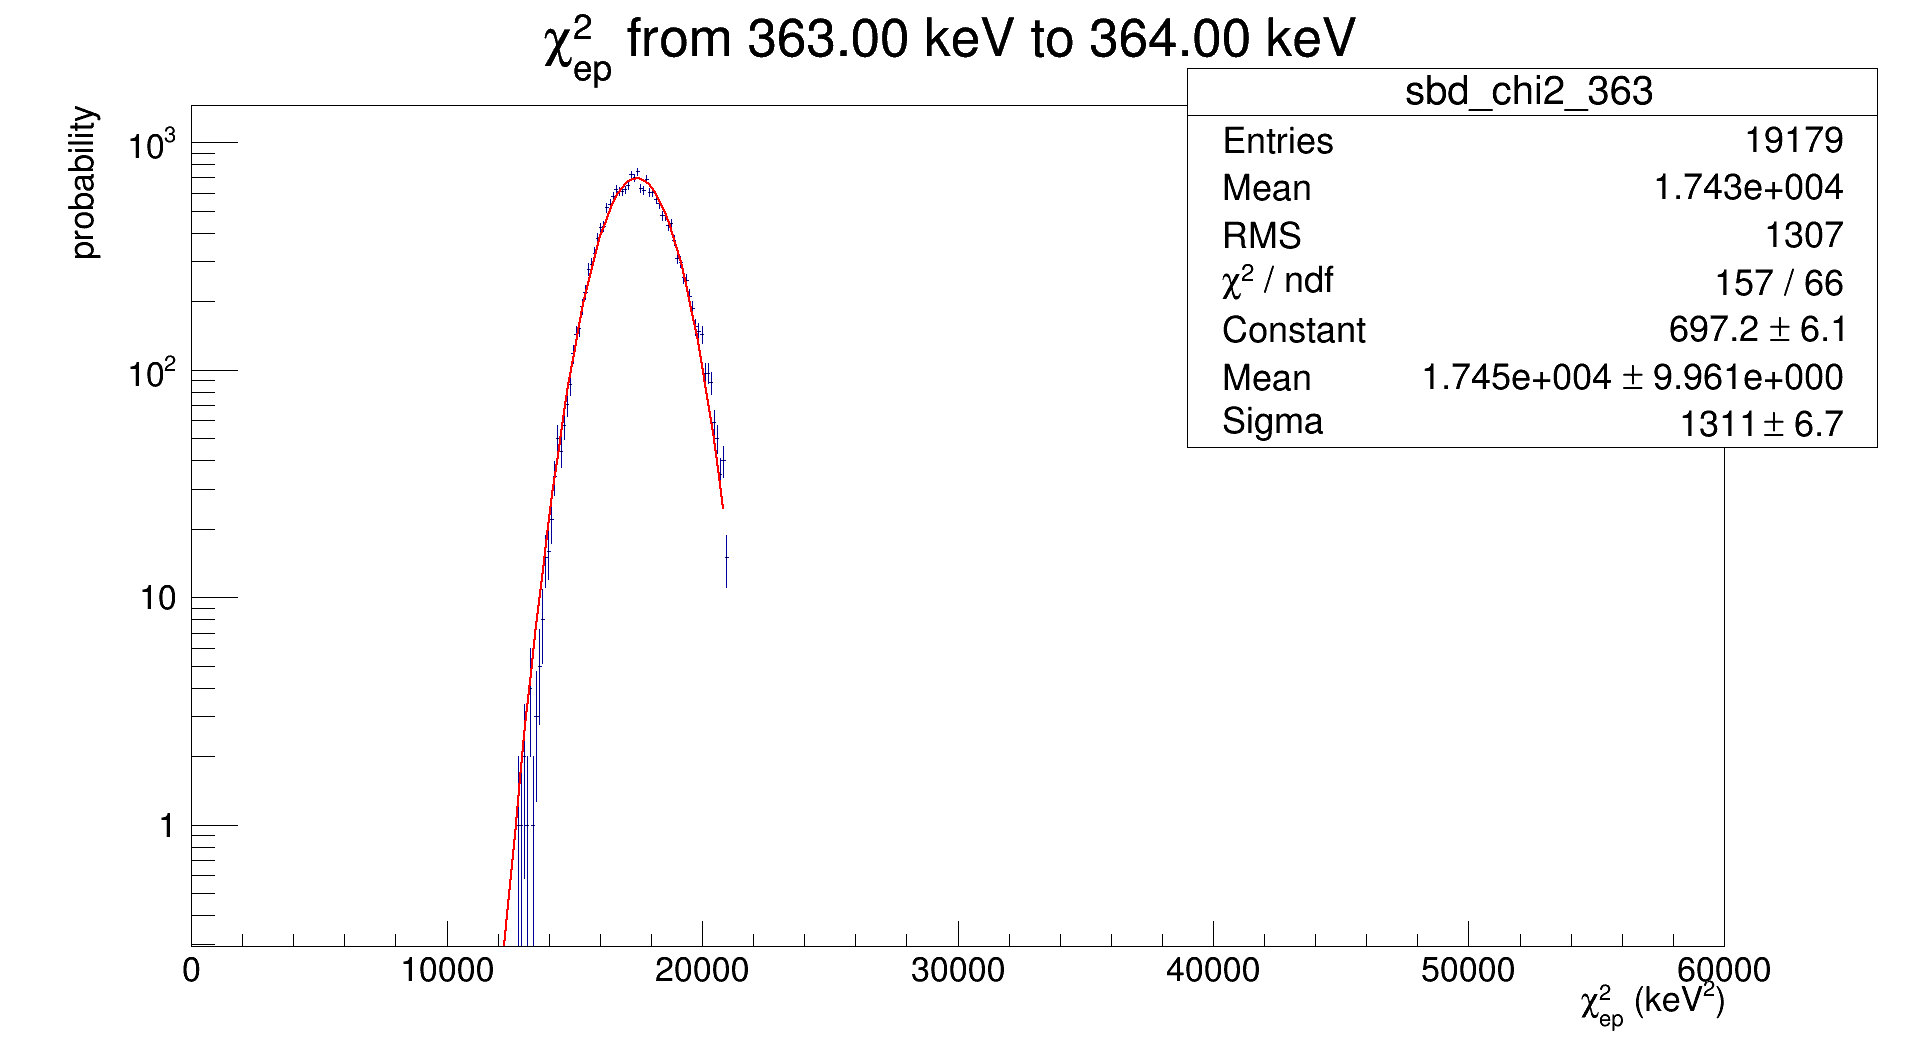 χ²ep from 363.00 keV to 364.00 keV
probability
10³
10²
10
1
sbd_chi2_363
Entries 19179
Mean 1.743e+004
RMS 1307
χ² / ndf 157 / 66
Constant 697.2 ± 6.1
Mean 1.745e+004 ± 9.961e+000
Sigma 1311 ± 6.7
0 10000 20000 30000 40000 50000 60000
χ²ep (keV²)